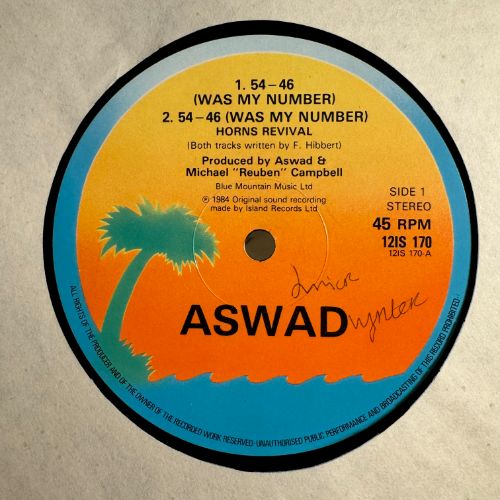 1. 54–46
(WAS MY NUMBER)
2. 54–46 (WAS MY NUMBER)
HORNS REVIVAL
(Both tracks written by F. Hibbert)
Produced by Aswad &
Michael "Reuben" Campbell
Blue Mountain Music Ltd
℗ 1984 Original sound recording
made by Island Records Ltd
SIDE 1
STEREO
45 RPM
12IS 170
12IS 170-A
Junior
Wynter
ASWAD
ALL RIGHTS OF THE PRODUCER AND OF THE OWNER OF THE RECORDED WORK RESERVED · UNAUTHORISED PUBLIC PERFORMANCE AND BROADCASTING OF THIS RECORD PROHIBITED ·